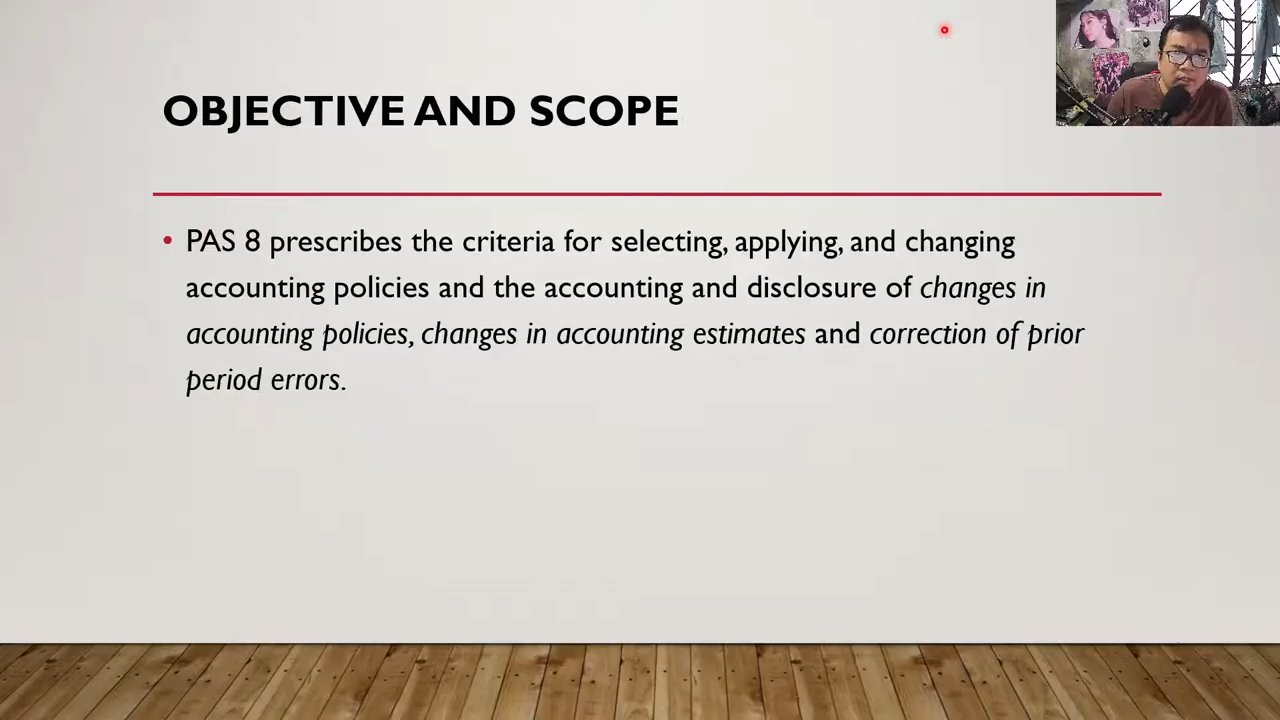 OBJECTIVE AND SCOPE
• PAS 8 prescribes the criteria for selecting, applying, and changing
accounting policies and the accounting and disclosure of changes in
accounting policies, changes in accounting estimates and correction of prior
period errors.